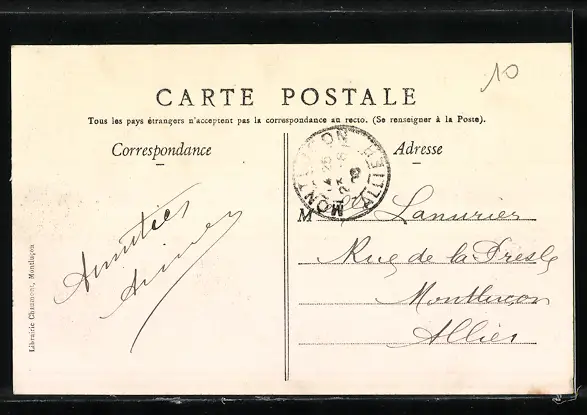 10
CARTE POSTALE
Tous les pays étrangers n'acceptent pas la correspondance au recto. (Se renseigner à la Poste).
Correspondance
Adresse
MONTLUÇON
ALLIER
Amitiés
M Lanurier
Rue de la Presle
Montluçon
Allier
Librairie Chaumont, Montluçon